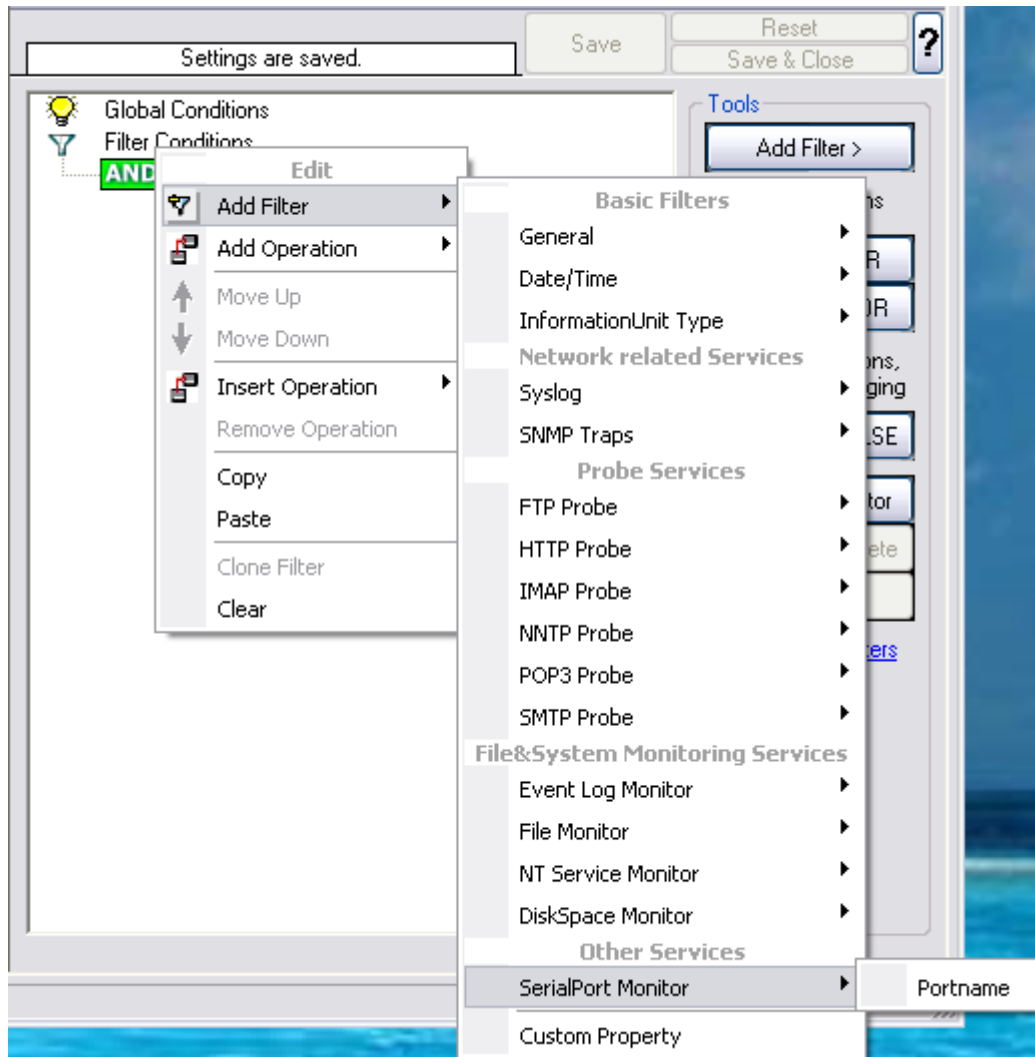 Settings are saved.
Save
Reset
Save & Close
?
Global Conditions
Filter Conditions
AND
Tools
Add Filter >
Edit
Add Filter
Add Operation
Move Up
Move Down
Insert Operation
Remove Operation
Copy
Paste
Clone Filter
Clear
Basic Filters
General
Date/Time
InformationUnit Type
Network related Services
Syslog
SNMP Traps
Probe Services
FTP Probe
HTTP Probe
IMAP Probe
NNTP Probe
POP3 Probe
SMTP Probe
File&System Monitoring Services
Event Log Monitor
File Monitor
NT Service Monitor
DiskSpace Monitor
Other Services
SerialPort Monitor
Custom Property
Portname